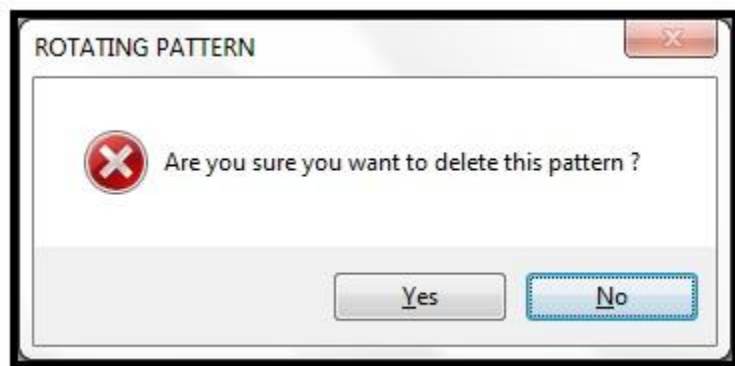 ROTATING PATTERN
Are you sure you want to delete this pattern ?
Yes
No